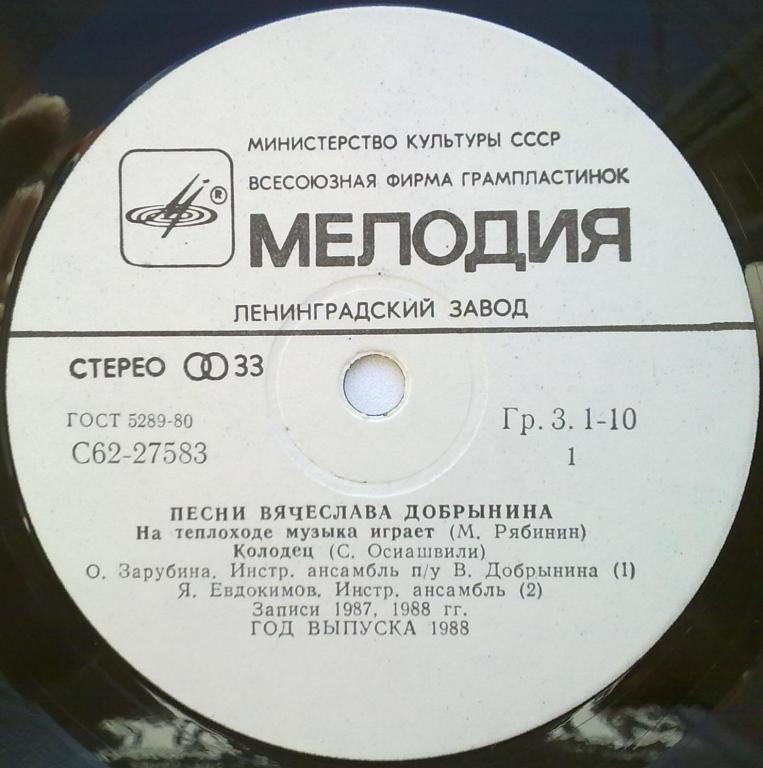 МИНИСТЕРСТВО КУЛЬТУРЫ СССР
ВСЕСОЮЗНАЯ ФИРМА ГРАМПЛАСТИНОК
®
МЕЛОДИЯ
ЛЕНИНГРАДСКИЙ ЗАВОД
СТЕРЕО 33
ГОСТ 5289-80
Гр. 3. 1-10
С62-27583
1
ПЕСНИ ВЯЧЕСЛАВА ДОБРЫНИНА
На теплоходе музыка играет (М. Рябинин)
Колодец (С. Осиашвили)
О. Зарубина. Инстр. ансамбль п/у В. Добрынина (1)
Я. Евдокимов. Инстр. ансамбль (2)
Записи 1987, 1988 гг.
ГОД ВЫПУСКА 1988